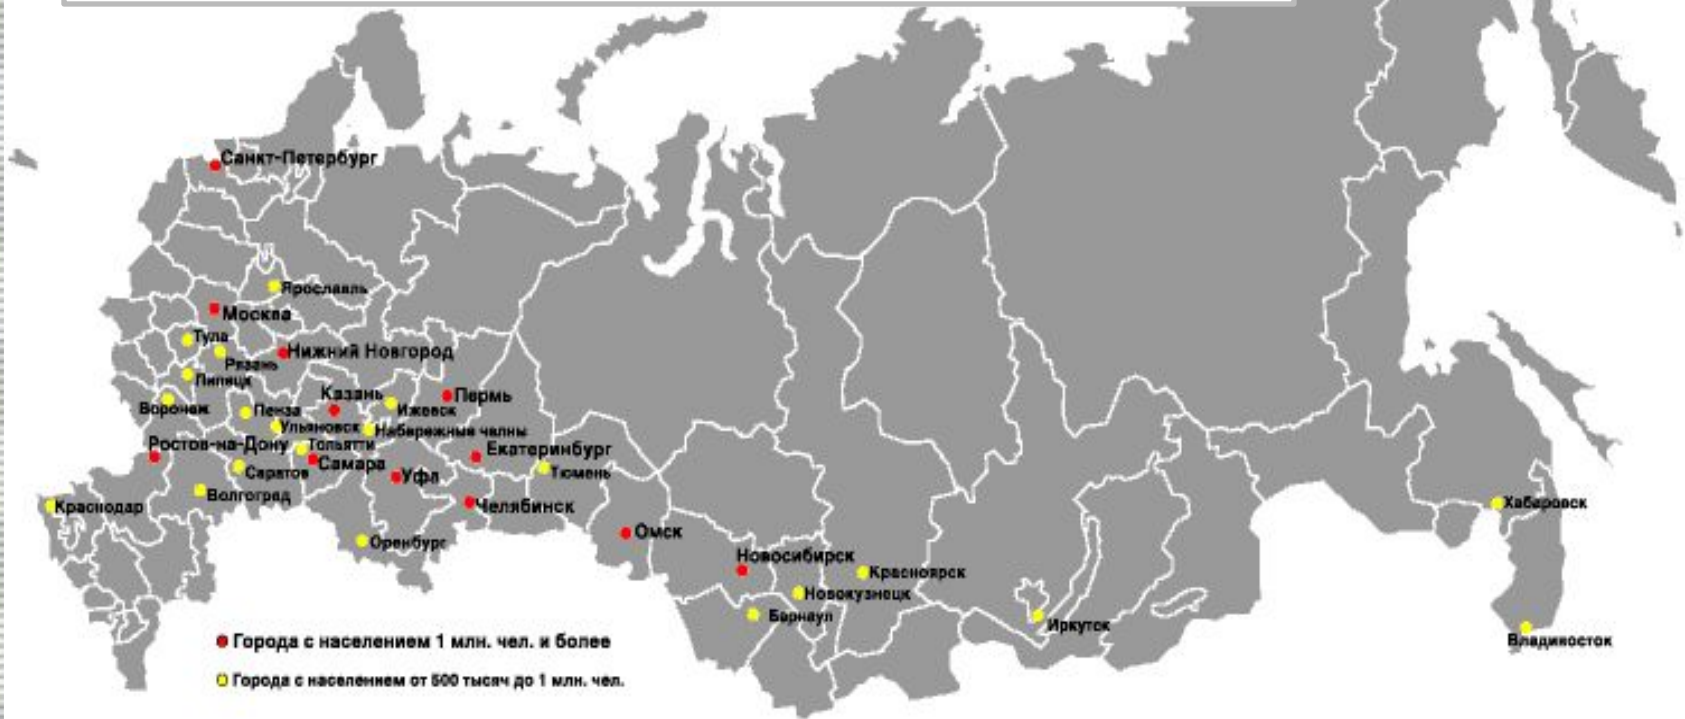 Санкт-Петербург
Ярославль
Москва
Тула
Нижний Новгород
Рязань
Липецк
Казань
Пермь
Воронеж
Пенза
Ижевск
Ульяновск
Набережные челны
Ростов-на-Дону
Тольятти
Екатеринбург
Самара
Саратов
Уфа
Тюмень
Волгоград
Краснодар
Челябинск
Хабаровск
Оренбург
Омск
Новосибирск
Красноярск
Новокузнецк
Барнаул
Иркутск
Владивосток
Города с населением 1 млн. чел. и более
Города с населением от 500 тысяч до 1 млн. чел.